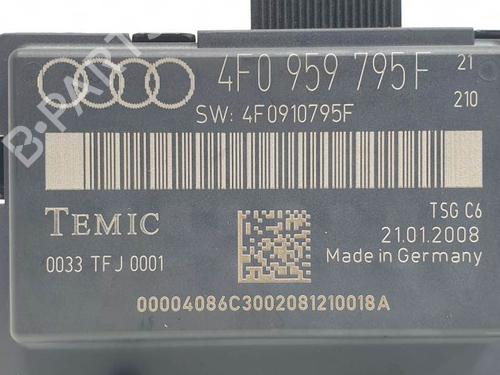 4F0 959 795F 21
210
SW: 4F0910795F
TEMIC
TSG C6
21.01.2008
0033 TFJ 0001
Made in Germany
00004086C3002081210018A
B-PARTS